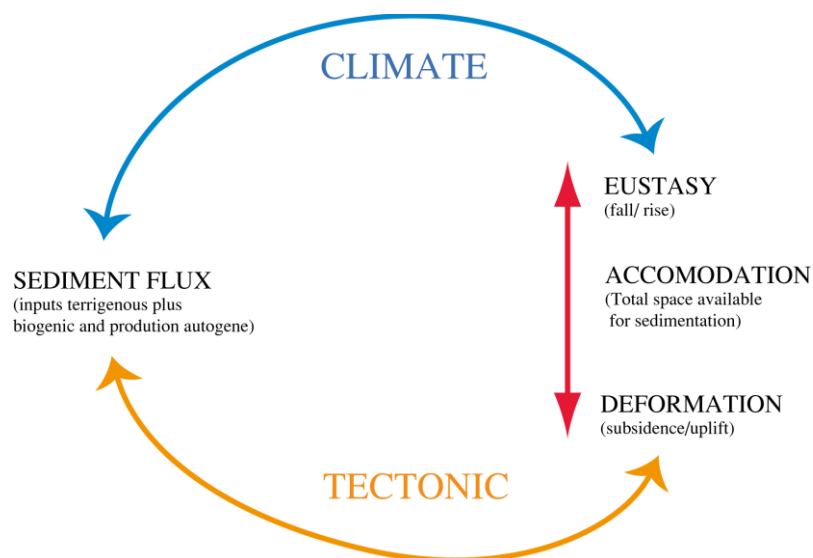 CLIMATE
EUSTASY
(fall/ rise)
SEDIMENT FLUX
(inputs terrigenous plus
biogenic and prodution autogene)
ACCOMODATION
(Total space available
for sedimentation)
DEFORMATION
(subsidence/uplift)
TECTONIC